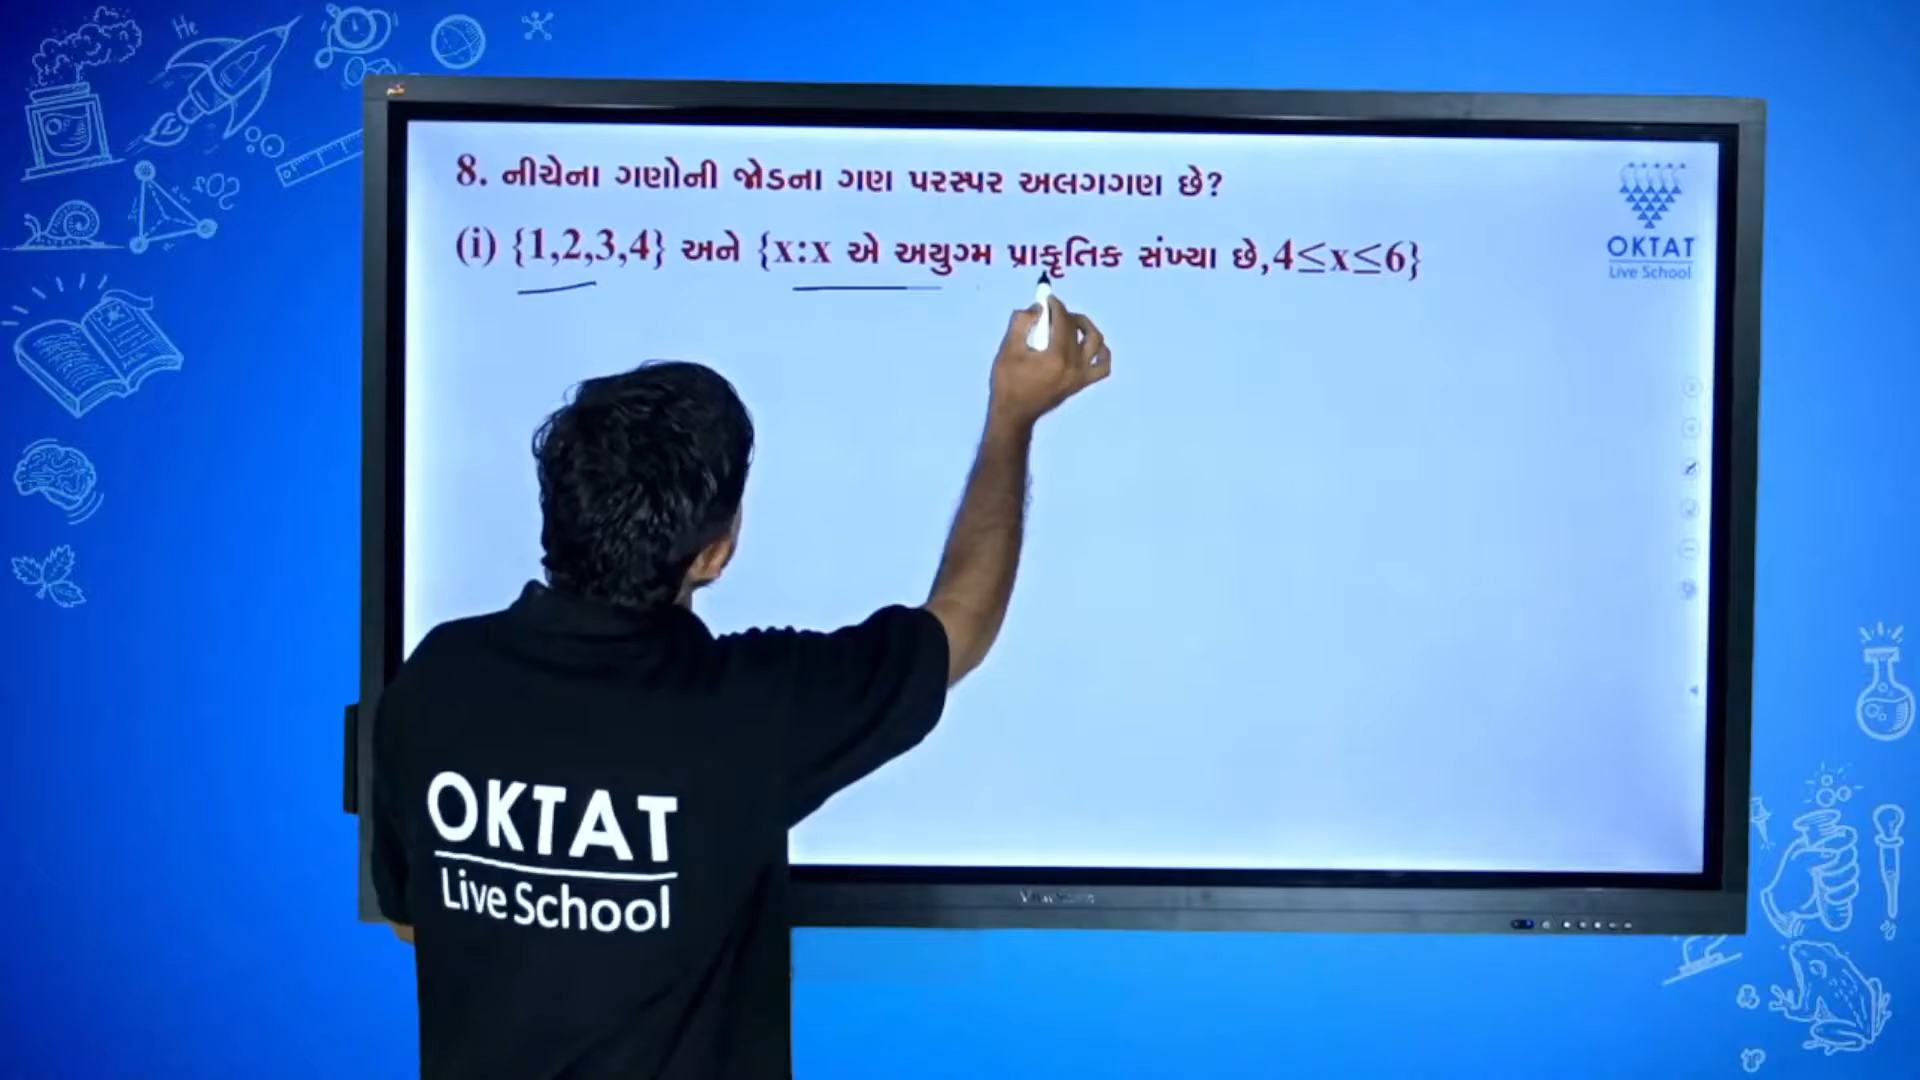 8. નીચેના ગણોની જોડના ગણ પરસ્પર અલગગણ છે?
(i) {1,2,3,4} અને {x:x એ અયુગ્મ પ્રાકૃતિક સંખ્યા છે,4≤x≤6}
OKTAT
Live School
OKTAT
Live School
He